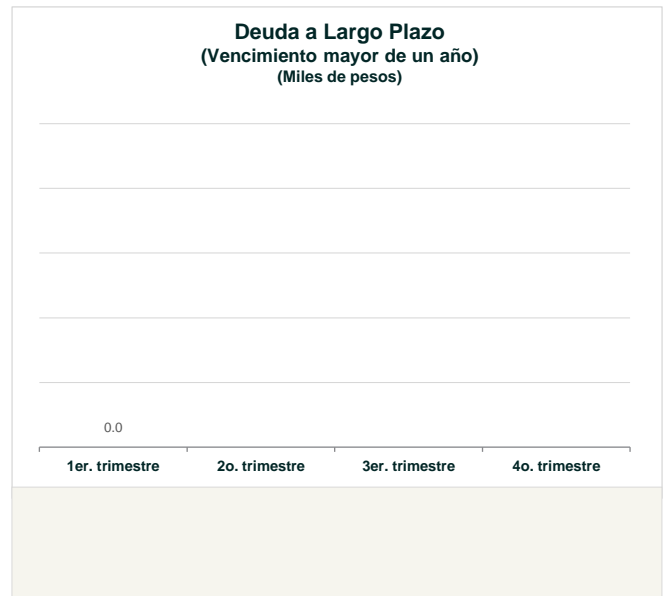 Deuda a Largo Plazo
(Vencimiento mayor de un año)
(Miles de pesos)
0.0
1er. trimestre 2o. trimestre 3er. trimestre 4o. trimestre